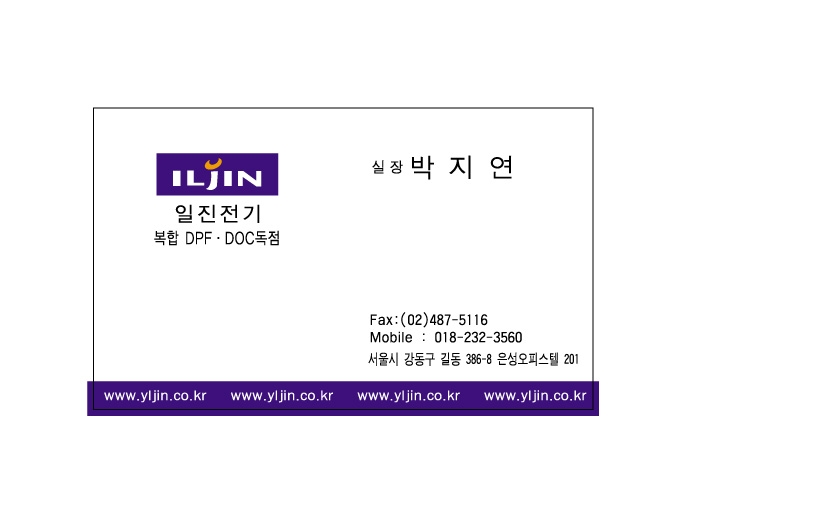 ILJIN
일진전기
복합 DPF · DOC독점
실장 박 지 연
Fax:(02)487-5116
Mobile : 018-232-3560
서울시 강동구 길동 386-8 은성오피스텔 201
www.yljin.co.kr www.yljin.co.kr www.yljin.co.kr www.yljin.co.kr